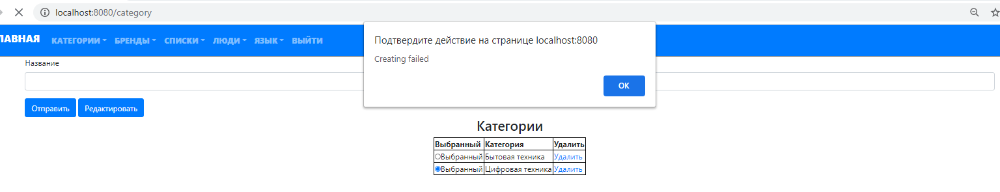 localhost:8080/category
ЛАВНАЯ КАТЕГОРИИ БРЕНДЫ СПИСКИ ЛЮДИ ЯЗЫК ВЫЙТИ
Подтвердите действие на странице localhost:8080
Creating failed
ОК
Название
Отправить Редактировать
Категории
Выбранный Категория Удалить
Выбранный Бытовая техника Удалить
Выбранный Цифровая техника Удалить